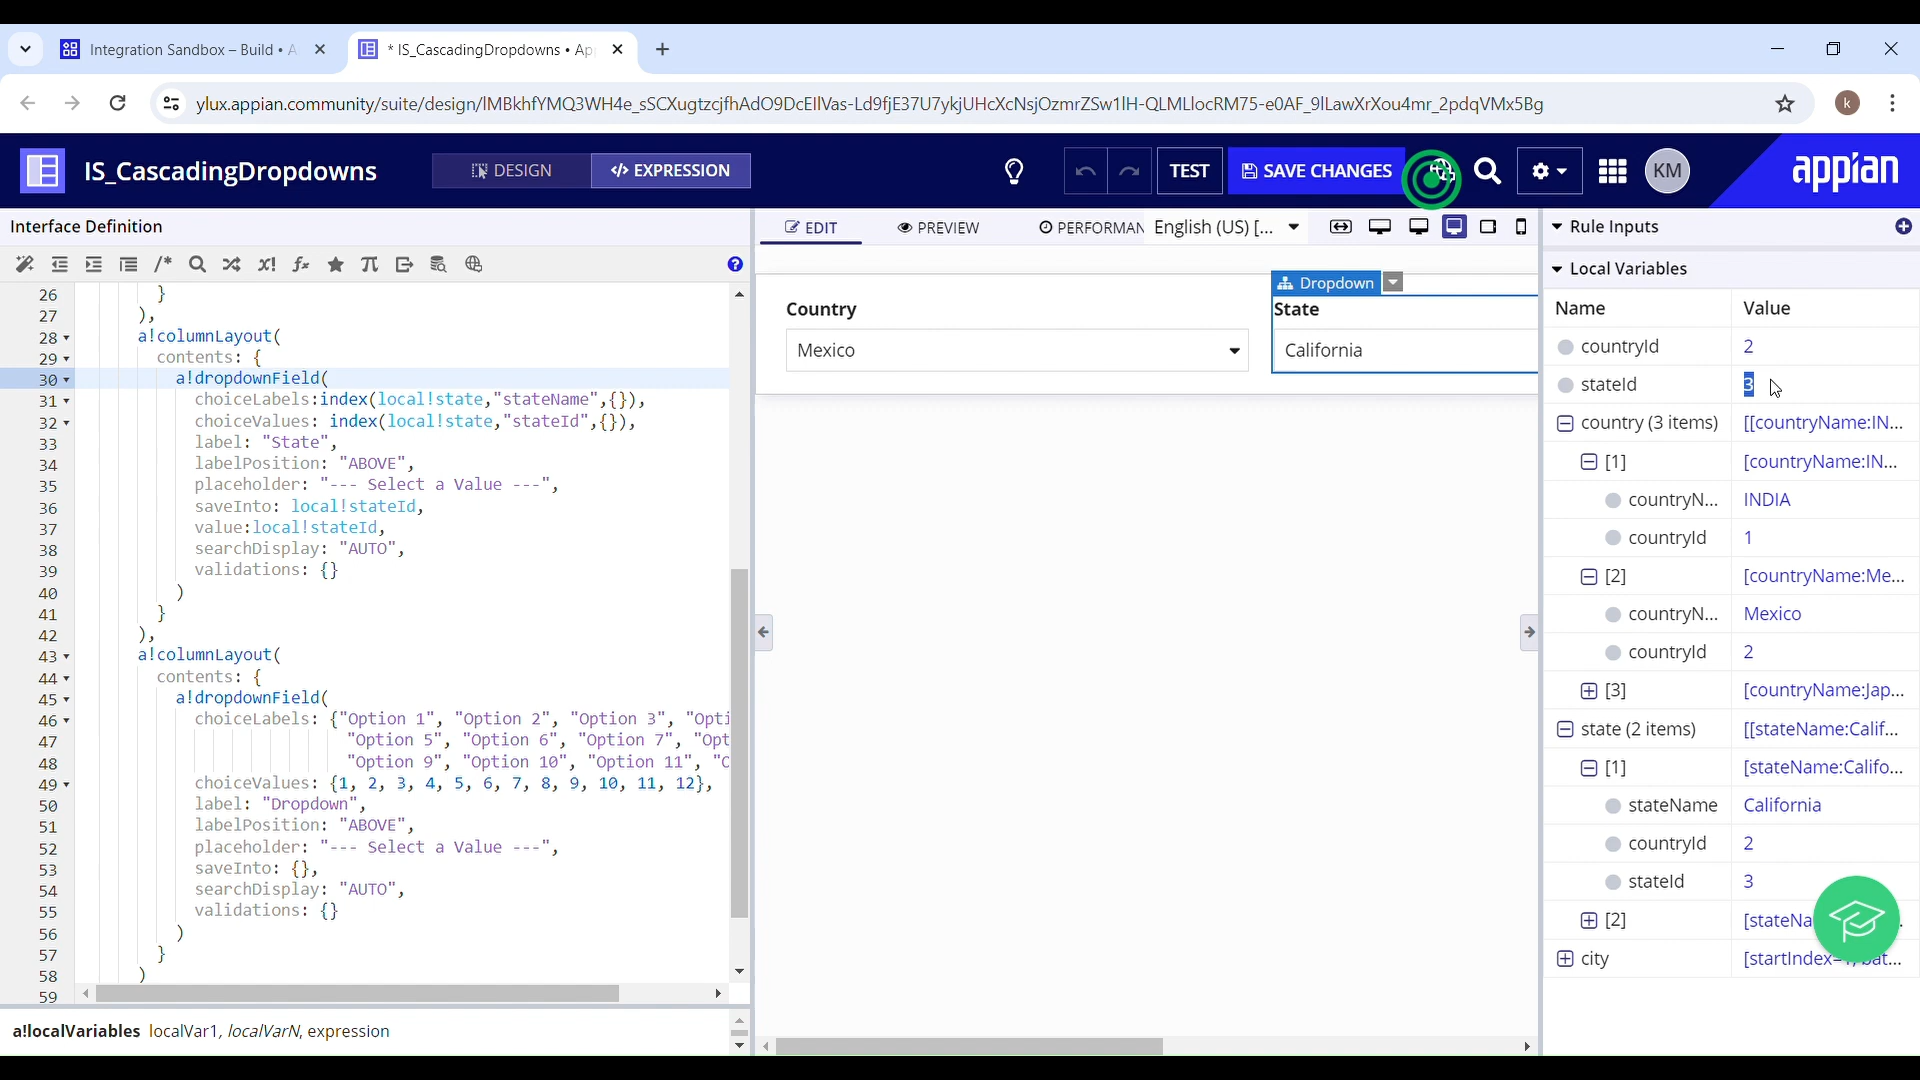 Integration Sandbox – Build • A
* IS_CascadingDropdowns • Ap
ylux.appian.community/suite/design/
IS_CascadingDropdowns
DESIGN
</> EXPRESSION
TEST
SAVE CHANGES
KM
appian
Interface Definition
EDIT
PREVIEW
PERFORMAN
English (US) [...
Rule Inputs
Local Variables
Name
Value
countryId
2
stateId
3
country (3 items)
[[countryName:IN...
[1]
[countryName:IN...
countryN...
INDIA
countryId
1
[2]
[countryName:Me...
countryN...
Mexico
countryId
2
[3]
[countryName:Jap...
state (2 items)
[[stateName:Calif...
[1]
[stateName:Califo...
stateName
California
countryId
2
stateId
3
[2]
[stateNa
city
Country
Mexico
Dropdown
State
California
26 }
27 ),
28 a!columnLayout(
29 contents: {
30 a!dropdownField(
31 choiceLabels:index(local!state,"stateName",{}),
32 choiceValues: index(local!state,"stateId",{}),
33 label: "State",
34 labelPosition: "ABOVE",
35 placeholder: "--- Select a Value ---",
36 saveInto: local!stateId,
37 value:local!stateId,
38 searchDisplay: "AUTO",
39 validations: {}
40 )
41 }
42 ),
43 a!columnLayout(
44 contents: {
45 a!dropdownField(
46 choiceLabels: {"Option 1", "Option 2", "Option 3", "Opti
47 "Option 5", "Option 6", "Option 7", "Opt
48 "Option 9", "Option 10", "Option 11", "O
49 choiceValues: {1, 2, 3, 4, 5, 6, 7, 8, 9, 10, 11, 12},
50 label: "Dropdown",
51 labelPosition: "ABOVE",
52 placeholder: "--- Select a Value ---",
53 saveInto: {},
54 searchDisplay: "AUTO",
55 validations: {}
56 )
57 }
58 )
59
a!localVariables localVar1, localVarN, expression